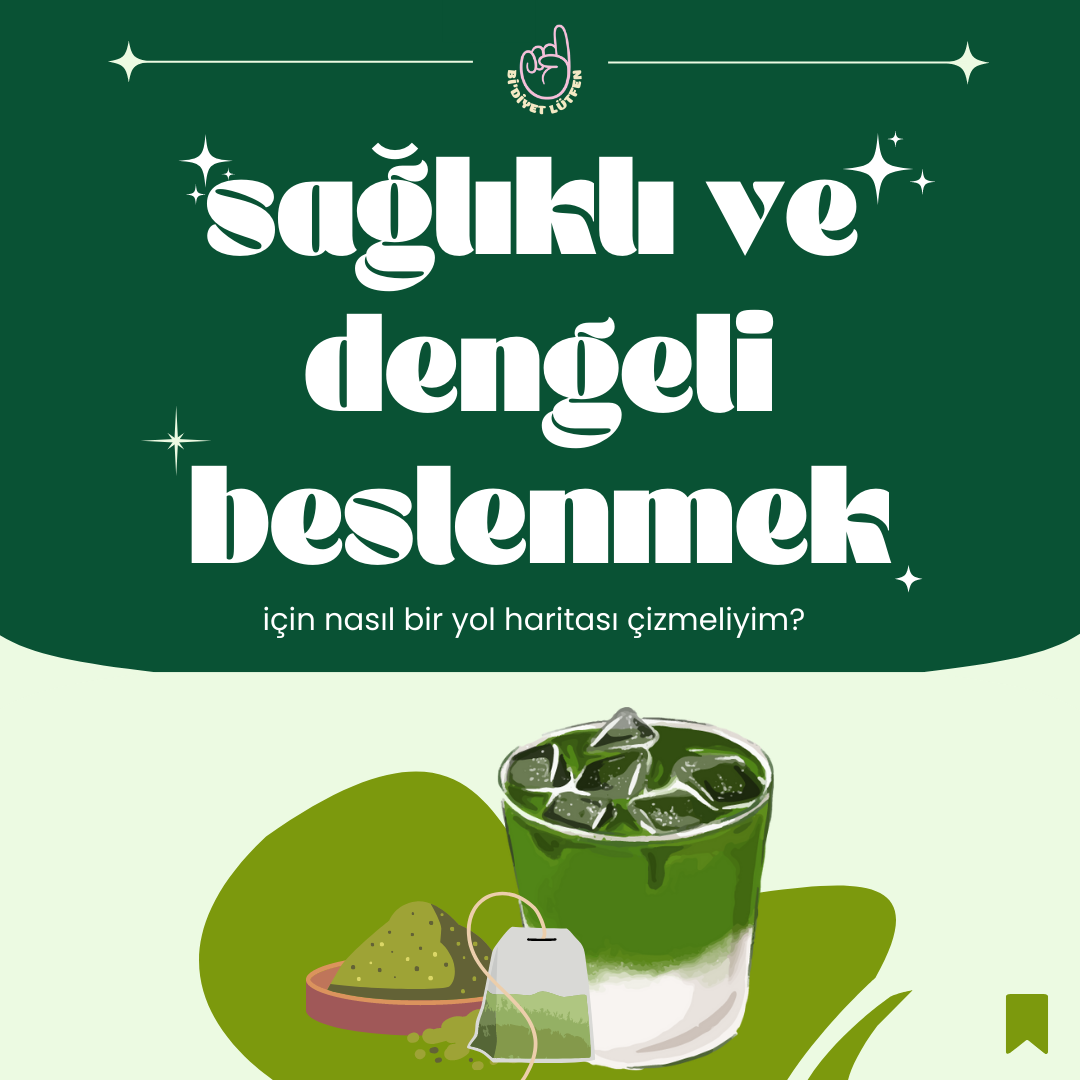 Bİ'DİYET LÜTFEN
sağlıklı ve
dengeli
beslenmek
için nasıl bir yol haritası çizmeliyim?